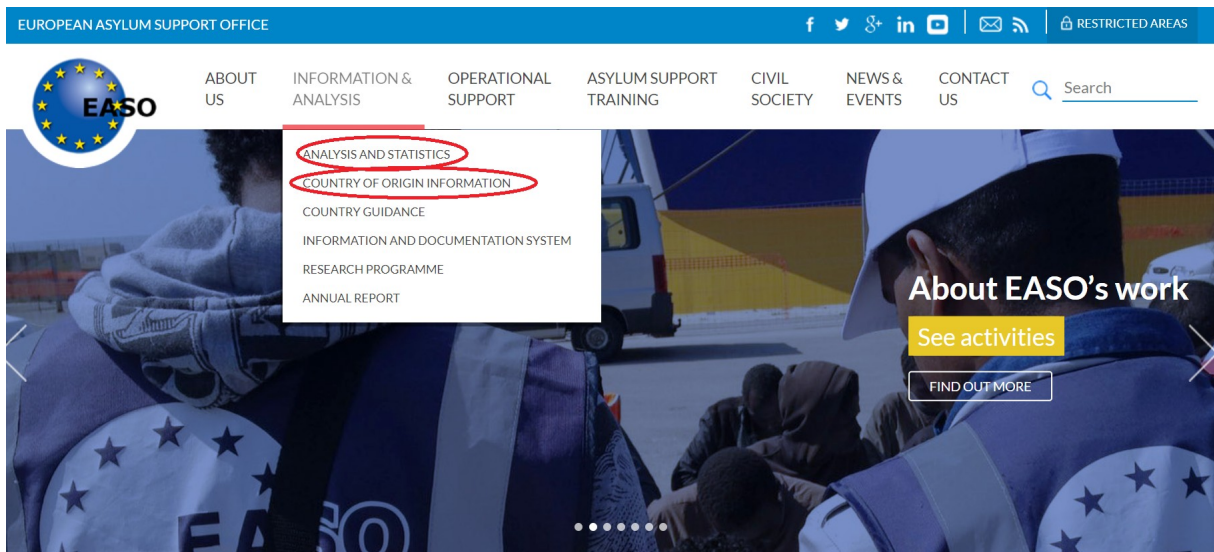 EUROPEAN ASYLUM SUPPORT OFFICE
RESTRICTED AREAS
EASO
ABOUT
US
INFORMATION &
ANALYSIS
OPERATIONAL
SUPPORT
ASYLUM SUPPORT
TRAINING
CIVIL
SOCIETY
NEWS &
EVENTS
CONTACT
US
Search
ANALYSIS AND STATISTICS
COUNTRY OF ORIGIN INFORMATION
COUNTRY GUIDANCE
INFORMATION AND DOCUMENTATION SYSTEM
RESEARCH PROGRAMME
ANNUAL REPORT
About EASO's work
See activities
FIND OUT MORE
EASO